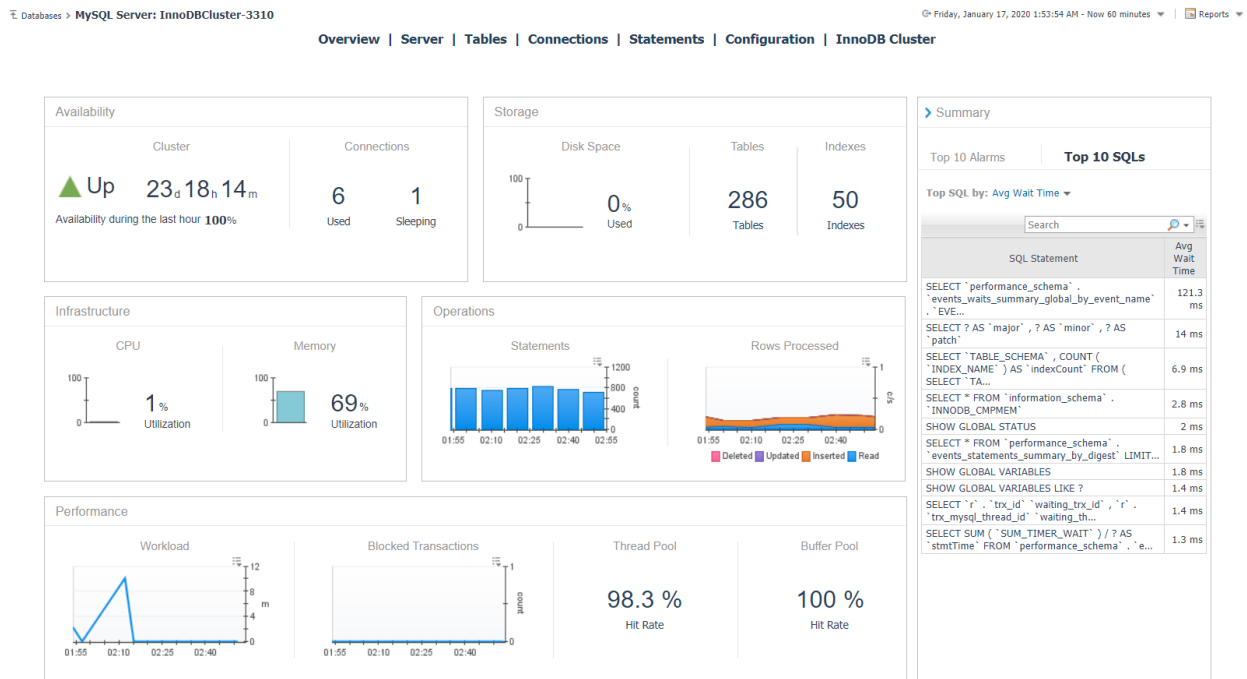 Databases > MySQL Server: InnoDBCluster-3310
Friday, January 17, 2020 1:53:54 AM - Now 60 minutes
Reports
Overview | Server | Tables | Connections | Statements | Configuration | InnoDB Cluster
Availability
Cluster
Connections
Up
23d 18h 14m
6
1
Availability during the last hour 100%
Used
Sleeping
Storage
Disk Space
Tables
Indexes
100
0
0%
Used
286
Tables
50
Indexes
Infrastructure
CPU
Memory
100
0
1%
Utilization
100
0
69%
Utilization
Operations
Statements
Rows Processed
1200
800
400
0
count
01:55 02:10 02:25 02:40 02:55
1
0
c/s
01:55 02:10 02:25 02:40
Deleted Updated Inserted Read
Performance
Workload
Blocked Transactions
Thread Pool
Buffer Pool
12
8
4
0
m
01:55 02:10 02:25 02:40
1
0
count
01:55 02:10 02:25 02:40
98.3 %
Hit Rate
100 %
Hit Rate
Summary
Top 10 Alarms
Top 10 SQLs
Top SQL by: Avg Wait Time
Search
SQL Statement
Avg
Wait
Time
SELECT `performance_schema` .
`events_waits_summary_global_by_event_name`
. `EVE...
121.3
ms
SELECT ? AS `major` , ? AS `minor` , ? AS
`patch`
14 ms
SELECT `TABLE_SCHEMA` , COUNT (
`INDEX_NAME` ) AS `indexCount` FROM (
SELECT `TA...
6.9 ms
SELECT * FROM `information_schema` .
`INNODB_CMPMEM`
2.8 ms
SHOW GLOBAL STATUS
2 ms
SELECT * FROM `performance_schema` .
`events_statements_summary_by_digest` LIMIT...
1.8 ms
SHOW GLOBAL VARIABLES
1.8 ms
SHOW GLOBAL VARIABLES LIKE ?
1.4 ms
SELECT `r` . `trx_id` `waiting_trx_id` , `r` .
`trx_mysql_thread_id` `waiting_th...
1.4 ms
SELECT SUM ( `SUM_TIMER_WAIT` ) / ? AS
`stmtTime` FROM `performance_schema` . `e...
1.3 ms